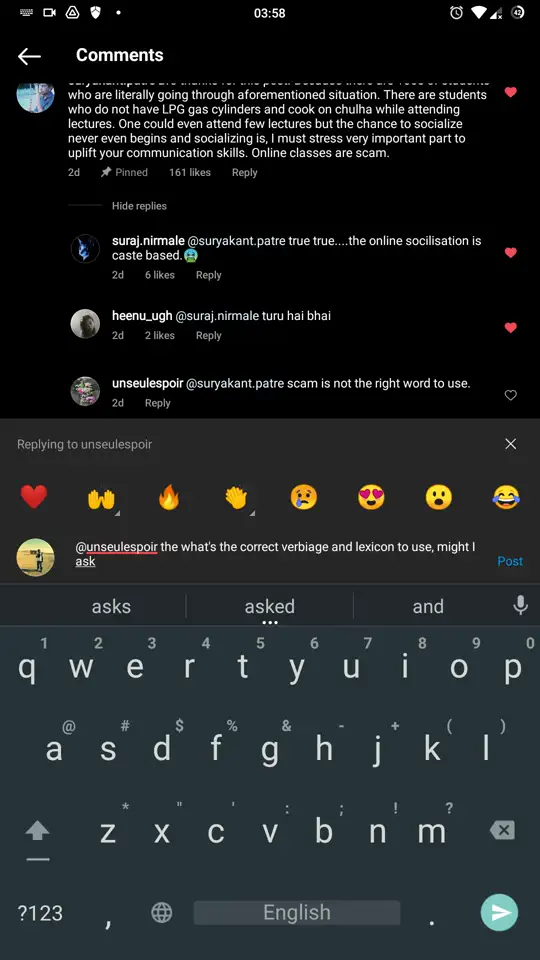 03:58
42
Comments
who are literally going through aforementioned situation. There are students
who do not have LPG gas cylinders and cook on chulha while attending
lectures. One could even attend few lectures but the chance to socialize
never even begins and socializing is, I must stress very important part to
uplift your communication skills. Online classes are scam.
2d Pinned 161 likes Reply
Hide replies
suraj.nirmale @suryakant.patre true true....the online socilisation is
caste based.🤮
2d 6 likes Reply
heenu_ugh @suraj.nirmale turu hai bhai
2d 2 likes Reply
unseulespoir @suryakant.patre scam is not the right word to use.
2d Reply
Replying to unseulespoir
@unseulespoir the what's the correct verbiage and lexicon to use, might I
ask
Post
asks asked and
1 2 3 4 5 6 7 8 9 0
q w e r t y u i o p
@ # $ % & - + ( )
a s d f g h j k l
* " ' : ; ! ?
z x c v b n m
?123 , English .